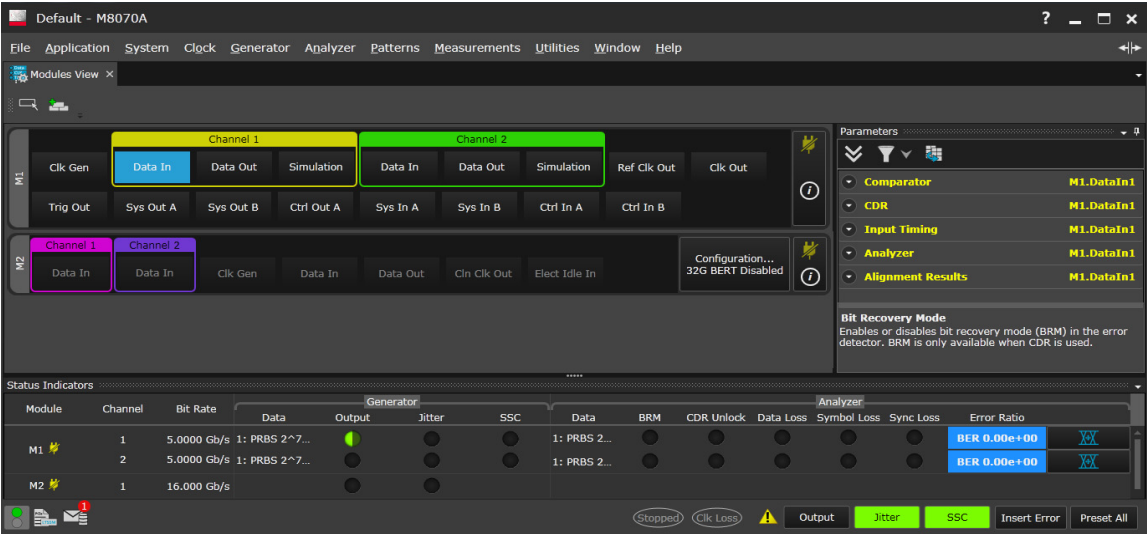 Default - M8070A
?
File Application System Clock Generator Analyzer Patterns Measurements Utilities Window Help
Modules View
M1
Channel 1 Channel 2
Clk Gen Data In Data Out Simulation Data In Data Out Simulation Ref Clk Out Clk Out
Trig Out Sys Out A Sys Out B Ctrl Out A Sys In A Sys In B Ctrl In A Ctrl In B
M2
Channel 1 Channel 2
Data In Data In Clk Gen Data In Data Out Cln Clk Out Elect Idle In
Configuration...
32G BERT Disabled
Parameters
Comparator M1.DataIn1
CDR M1.DataIn1
Input Timing M1.DataIn1
Analyzer M1.DataIn1
Alignment Results M1.DataIn1
Bit Recovery Mode
Enables or disables bit recovery mode (BRM) in the error
detector. BRM is only available when CDR is used.
Status Indicators
Generator Analyzer
Module Channel Bit Rate Data Output Jitter SSC Data BRM CDR Unlock Data Loss Symbol Loss Sync Loss Error Ratio
M1
1 5.0000 Gb/s 1: PRBS 2^7... 1: PRBS 2... BER 0.00e+00
2 5.0000 Gb/s 1: PRBS 2^7... 1: PRBS 2... BER 0.00e+00
M2 1 16.000 Gb/s
1
Stopped Clk Loss Output Jitter SSC Insert Error Preset All